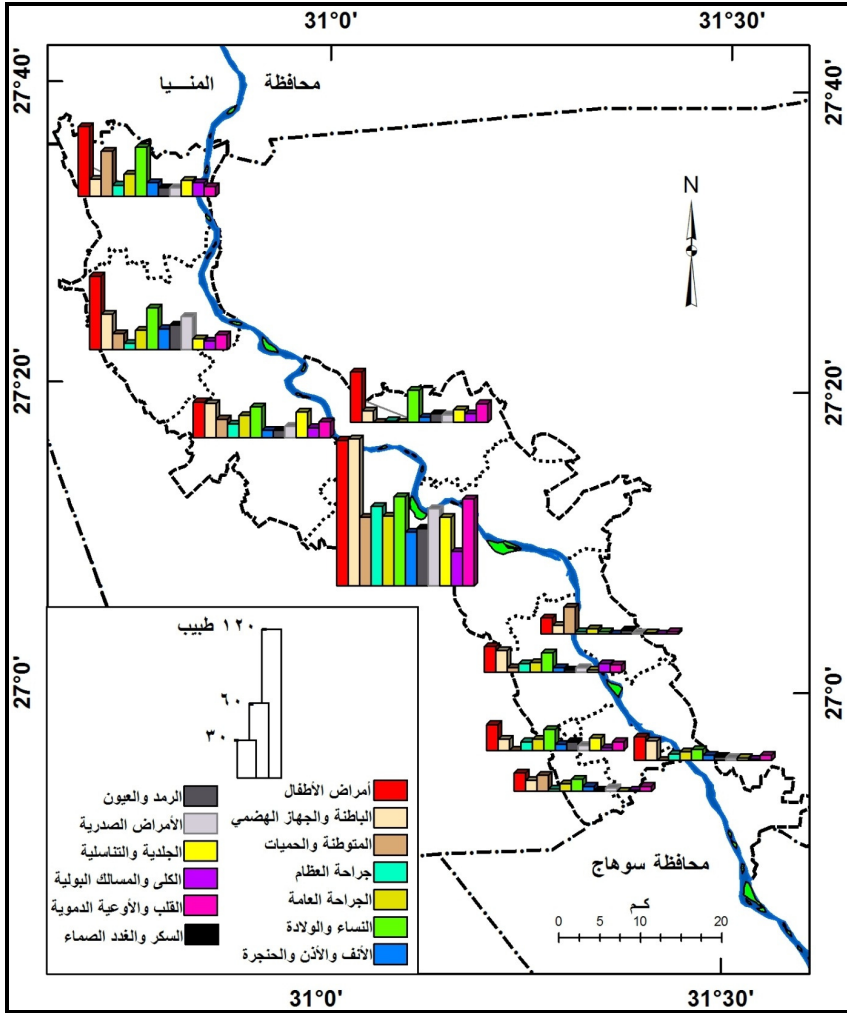 31°0' 31°30'
27°40' 27°40'
محافظة المنـــيا
N
27°20' 27°20'
١٢٠ طبيب
٦٠
٣٠
27°0' 27°0'
أمراض الأطفال
الباطنة والجهاز الهضمي
المتوطنة والحميات
جراحة العظام
الجراحة العامة
النساء والولادة
الأنف والأذن والحنجرة
الرمد والعيون
الأمراض الصدرية
الجلدية والتناسلية
الكلى والمسالك البولية
القلب والأوعية الدموية
السكر والغدد الصماء
محافظة سوهاج
كـم
0 5 10 20
31°0' 31°30'